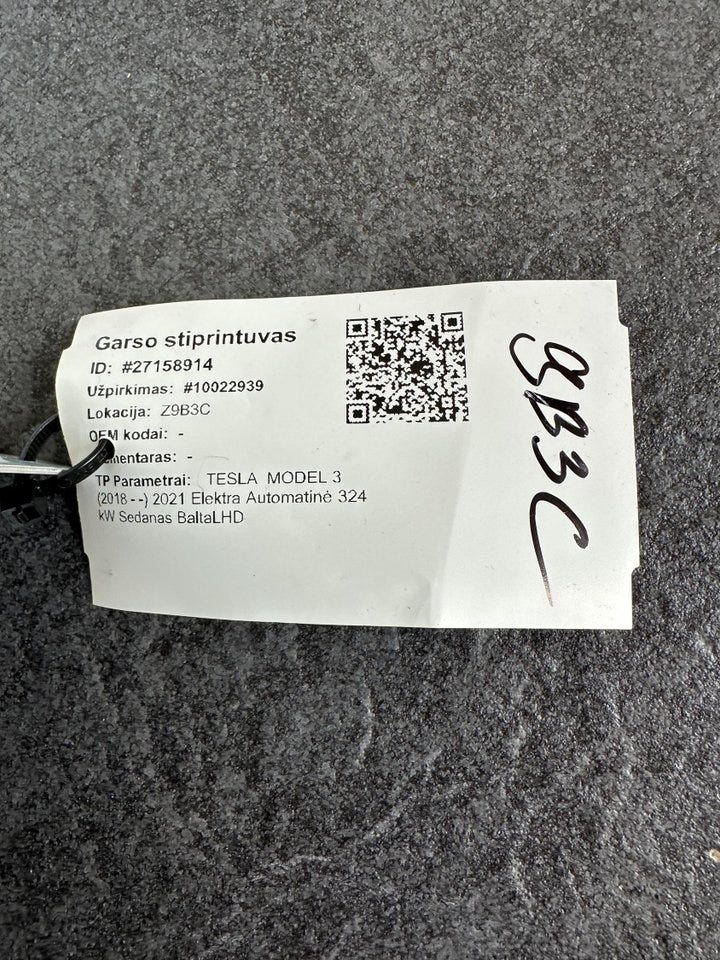 Garso stiprintuvas
ID: #27158914
Užpirkimas: #10022939
Lokacija: Z9B3C
OEM kodai: -
mentaras: -
TP Parametrai: TESLA MODEL 3
(2018 - -) 2021 Elektra Automatinė 324
kW Sedanas BaltaLHD
9B3C